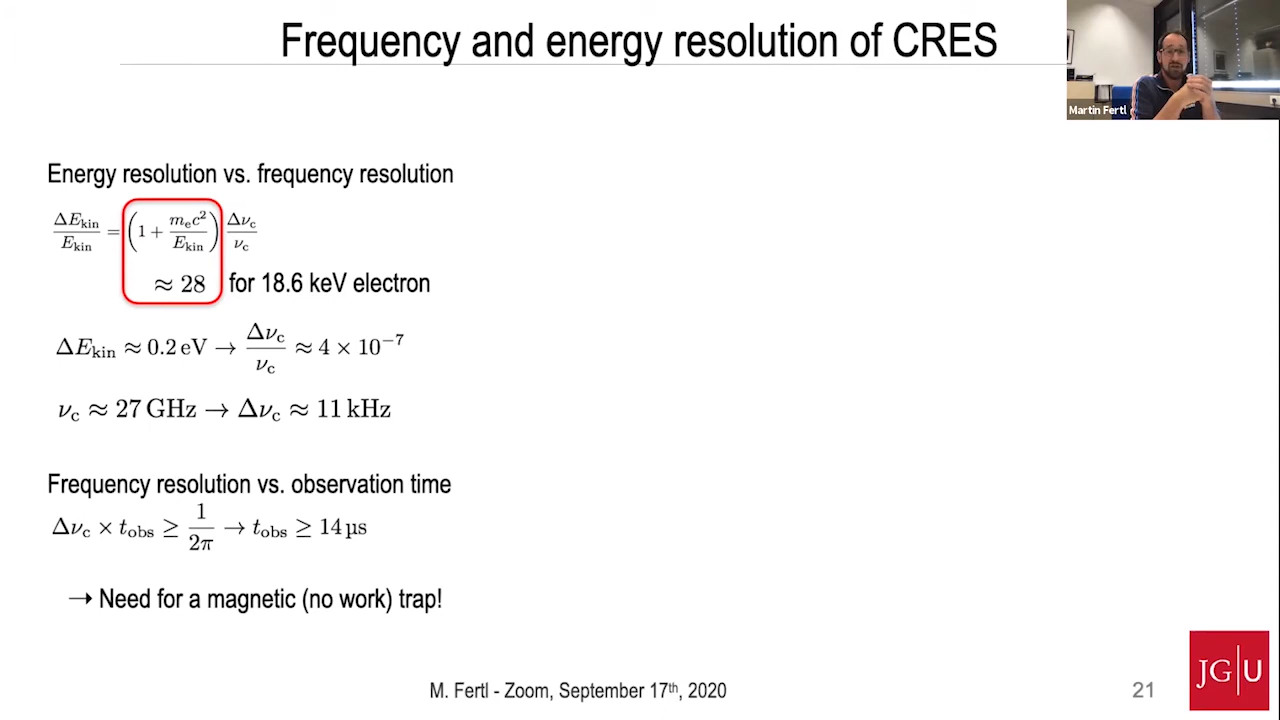 Frequency and energy resolution of CRES
Martin Fertl
Energy resolution vs. frequency resolution
ΔE_kin / E_kin = (1 + m_e c² / E_kin) Δν_c / ν_c
≈ 28 for 18.6 keV electron
ΔE_kin ≈ 0.2 eV → Δν_c / ν_c ≈ 4 × 10⁻⁷
ν_c ≈ 27 GHz → Δν_c ≈ 11 kHz
Frequency resolution vs. observation time
Δν_c × t_obs ≥ 1 / 2π → t_obs ≥ 14 µs
→ Need for a magnetic (no work) trap!
M. Fertl - Zoom, September 17th, 2020
21
JG|U